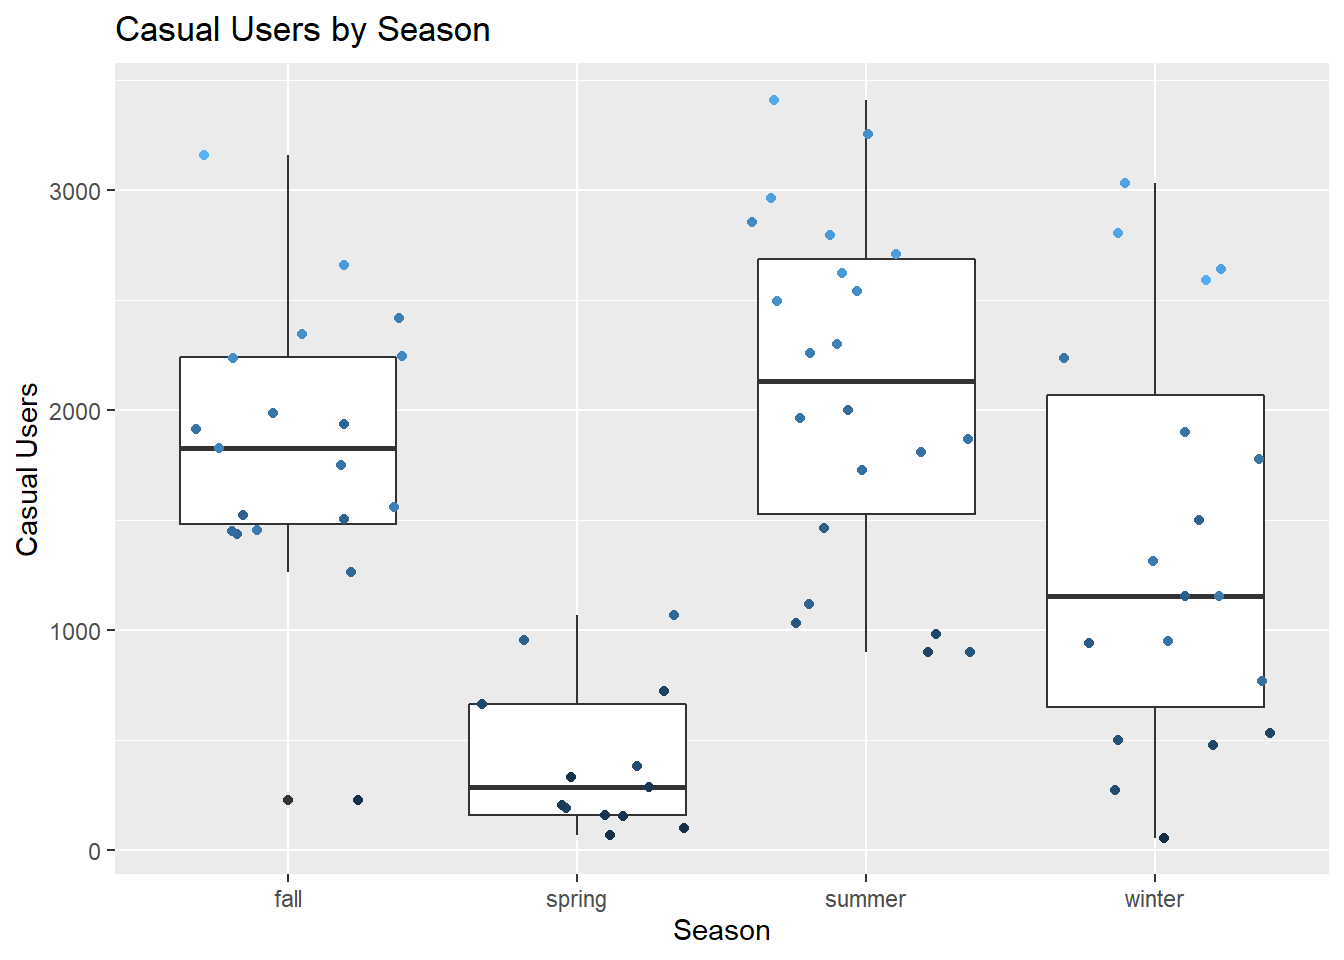 Casual Users by Season
Casual Users
3000
2000
1000
0
fall
spring
summer
winter
Season